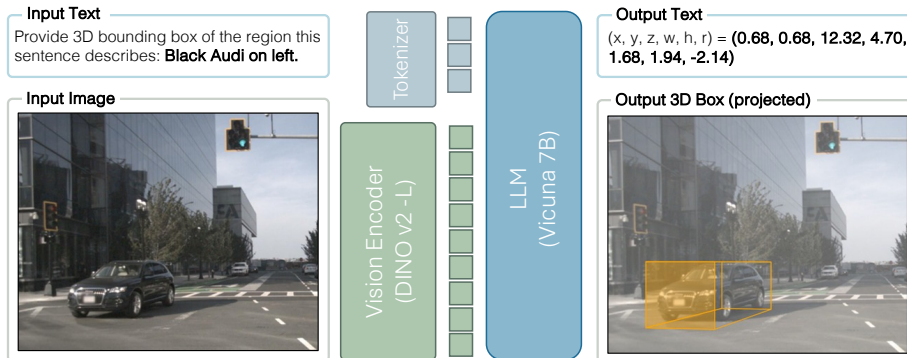 Input Text
Provide 3D bounding box of the region this
sentence describes: Black Audi on left.
Input Image
Tokenizer
Vision Encoder
(DINO v2 -L)
LLM
(Vicuna 7B)
Output Text
(x, y, z, w, h, r) = (0.68, 0.68, 12.32, 4.70,
1.68, 1.94, -2.14)
Output 3D Box (projected)